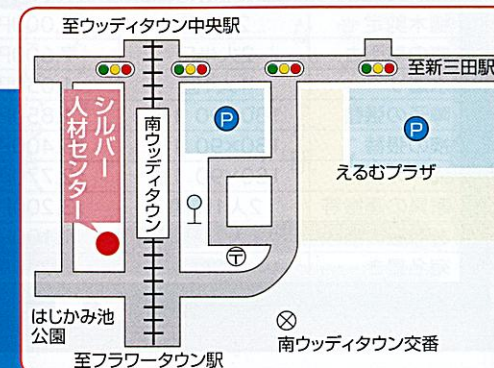 至ウッディタウン中央駅
至新三田駅
シルバー
人材センター
南ウッディタウン
P
P
えるむプラザ
〒
はじかみ池
公園
南ウッディタウン交番
至フラワータウン駅